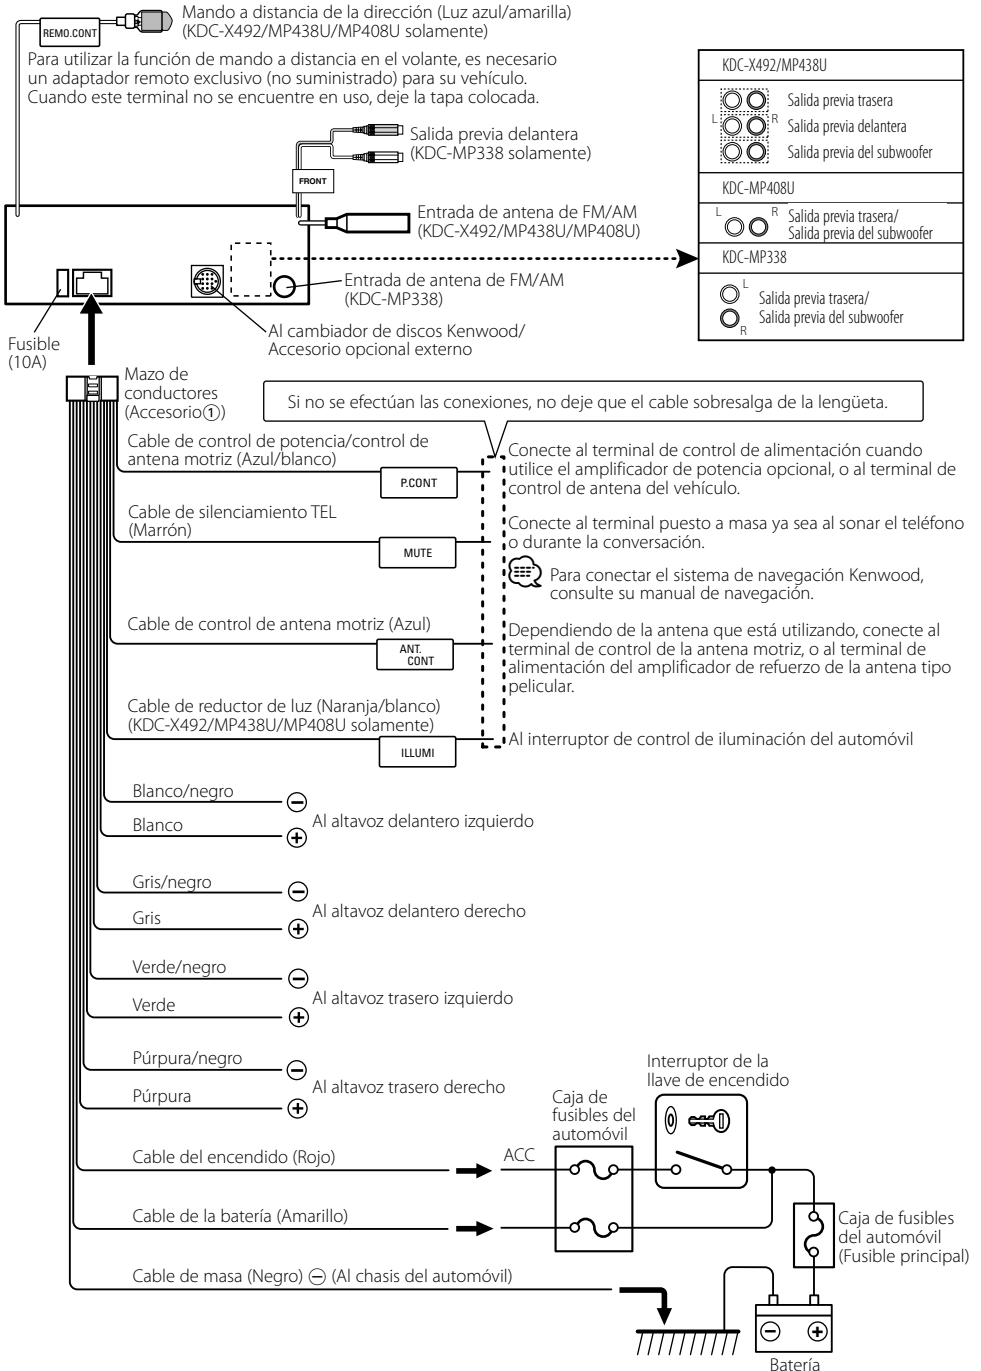 REMO.CONT
Mando a distancia de la dirección (Luz azul/amarilla)
(KDC-X492/MP438U/MP408U solamente)
Para utilizar la función de mando a distancia en el volante, es necesario
un adaptador remoto exclusivo (no suministrado) para su vehículo.
Cuando este terminal no se encuentre en uso, deje la tapa colocada.
Salida previa delantera
(KDC-MP338 solamente)
FRONT
Entrada de antena de FM/AM
(KDC-X492/MP438U/MP408U)
Entrada de antena de FM/AM
(KDC-MP338)
Al cambiador de discos Kenwood/
Accesorio opcional externo
Fusible
(10A)
KDC-X492/MP438U
Salida previa trasera
L R Salida previa delantera
Salida previa del subwoofer
KDC-MP408U
L R Salida previa trasera/
Salida previa del subwoofer
KDC-MP338
L
Salida previa trasera/
Salida previa del subwoofer
R
Mazo de
conductores
(Accesorio①)
Si no se efectúan las conexiones, no deje que el cable sobresalga de la lengüeta.
Cable de control de potencia/control de
antena motriz (Azul/blanco)
P.CONT
Conecte al terminal de control de alimentación cuando
utilice el amplificador de potencia opcional, o al terminal de
control de antena del vehículo.
Cable de silenciamiento TEL
(Marrón)
MUTE
Conecte al terminal puesto a masa ya sea al sonar el teléfono
o durante la conversación.
Para conectar el sistema de navegación Kenwood,
consulte su manual de navegación.
Cable de control de antena motriz (Azul)
ANT.
CONT
Dependiendo de la antena que está utilizando, conecte al
terminal de control de la antena motriz, o al terminal de
alimentación del amplificador de refuerzo de la antena tipo
pelicular.
Cable de reductor de luz (Naranja/blanco)
(KDC-X492/MP438U/MP408U solamente)
ILLUMI
Al interruptor de control de iluminación del automóvil
Blanco/negro ⊖
Blanco ⊕
Al altavoz delantero izquierdo
Gris/negro ⊖
Gris ⊕
Al altavoz delantero derecho
Verde/negro ⊖
Verde ⊕
Al altavoz trasero izquierdo
Púrpura/negro ⊖
Púrpura ⊕
Al altavoz trasero derecho
Interruptor de la
llave de encendido
Caja de
fusibles del
automóvil
Cable del encendido (Rojo)
ACC
Cable de la batería (Amarillo)
Caja de fusibles
del automóvil
(Fusible principal)
Cable de masa (Negro) ⊖ (Al chasis del automóvil)
⊖ ⊕
Batería